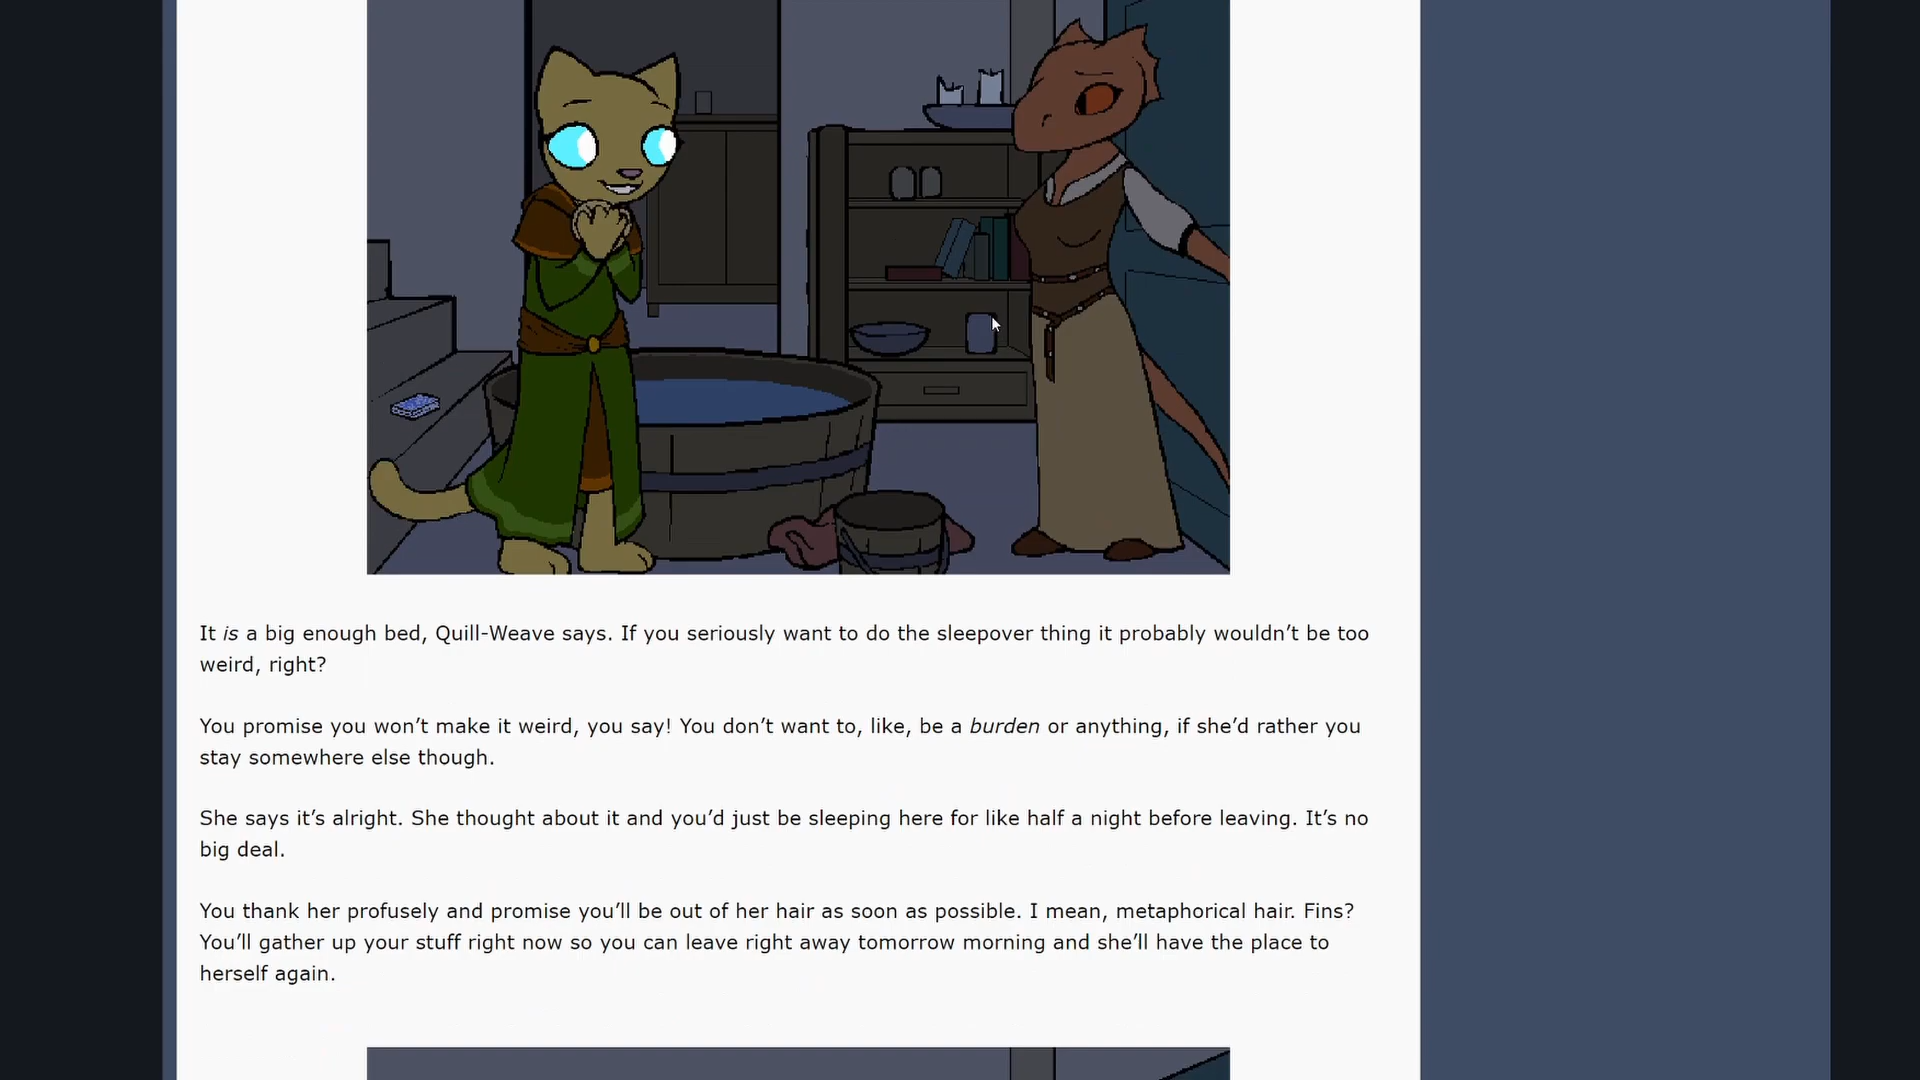 It is a big enough bed, Quill-Weave says. If you seriously want to do the sleepover thing it probably wouldn’t be too
weird, right?
You promise you won’t make it weird, you say! You don’t want to, like, be a burden or anything, if she’d rather you
stay somewhere else though.
She says it’s alright. She thought about it and you’d just be sleeping here for like half a night before leaving. It’s no
big deal.
You thank her profusely and promise you’ll be out of her hair as soon as possible. I mean, metaphorical hair. Fins?
You’ll gather up your stuff right now so you can leave right away tomorrow morning and she’ll have the place to
herself again.